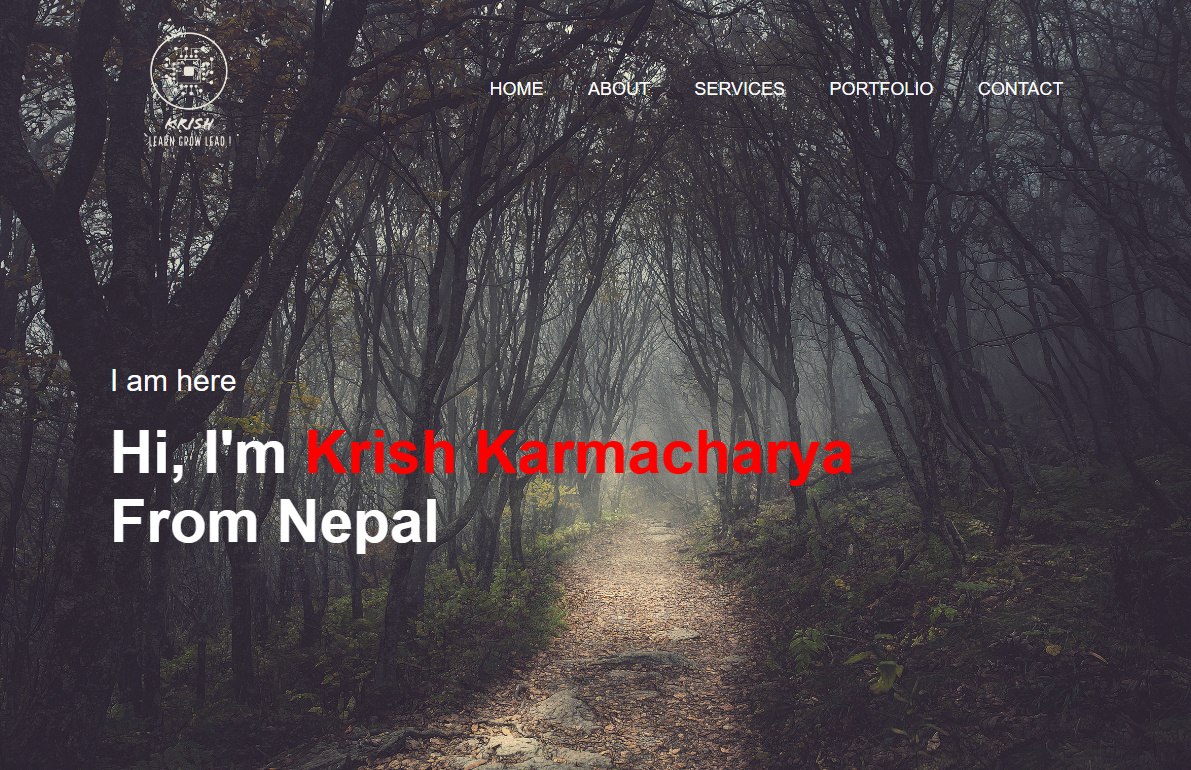 KRISH
LEARN GROW LEAD !
HOME ABOUT SERVICES PORTFOLIO CONTACT
I am here
Hi, I'm Krish Karmacharya
From Nepal